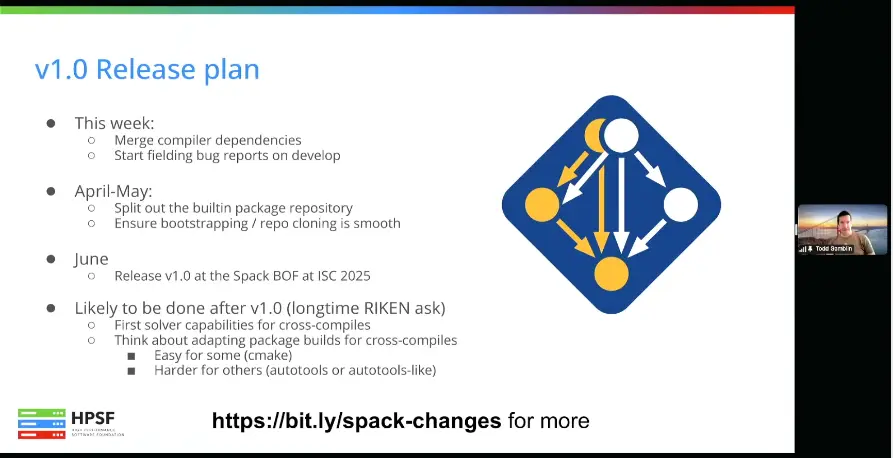 v1.0 Release plan
● This week:
○ Merge compiler dependencies
○ Start fielding bug reports on develop
● April-May:
○ Split out the builtin package repository
○ Ensure bootstrapping / repo cloning is smooth
● June
○ Release v1.0 at the Spack BOF at ISC 2025
● Likely to be done after v1.0 (longtime RIKEN ask)
○ First solver capabilities for cross-compiles
○ Think about adapting package builds for cross-compiles
■ Easy for some (cmake)
■ Harder for others (autotools or autotools-like)
HPSF
HIGH PERFORMANCE
SOFTWARE FOUNDATION
https://bit.ly/spack-changes for more
Todd Gamblin